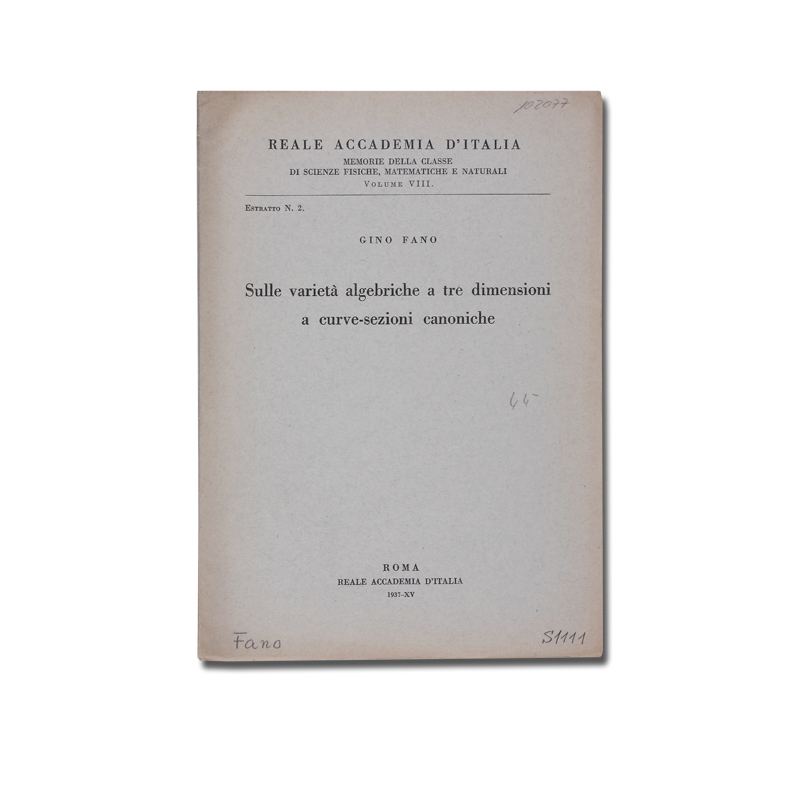 102077
REALE ACCADEMIA D'ITALIA
MEMORIE DELLA CLASSE
DI SCIENZE FISICHE, MATEMATICHE E NATURALI
VOLUME VIII.
ESTRATTO N. 2.
GINO FANO
Sulle varietà algebriche a tre dimensioni
a curve-sezioni canoniche
44-
ROMA
REALE ACCADEMIA D'ITALIA
1937-XV
Fano
S1111